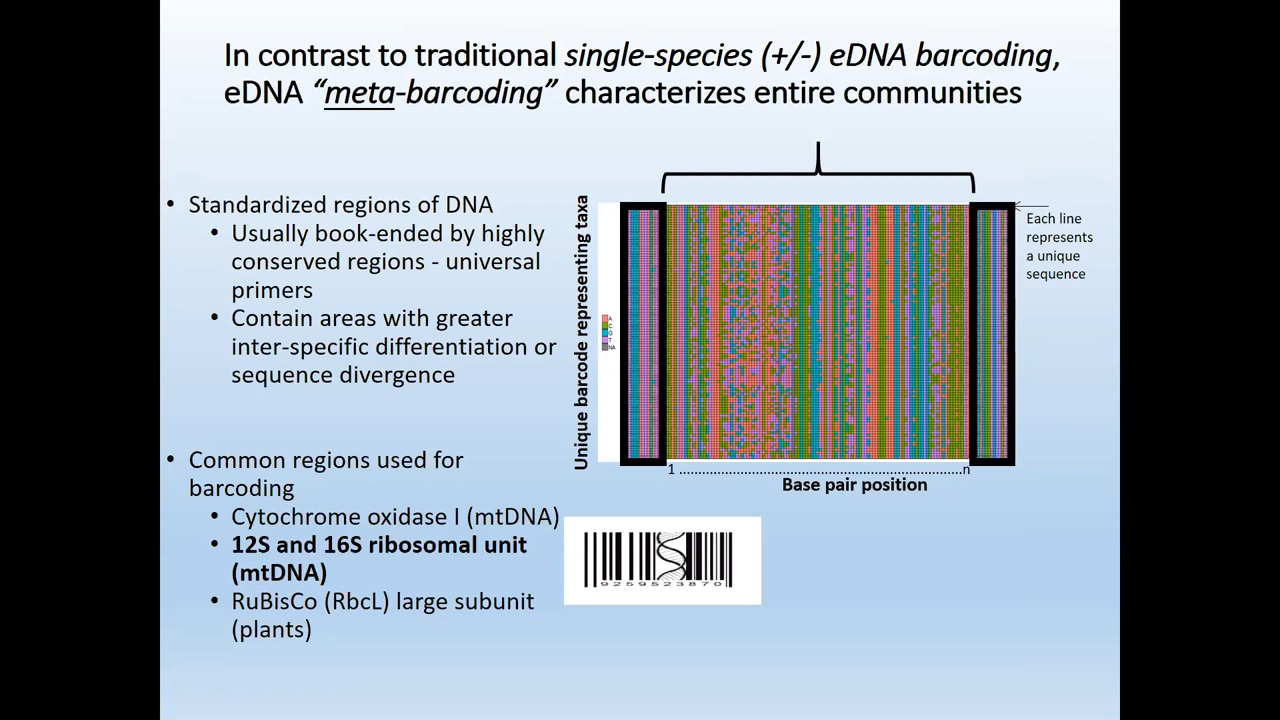 In contrast to traditional single-species (+/-) eDNA barcoding,
eDNA “meta-barcoding” characterizes entire communities
• Standardized regions of DNA
• Usually book-ended by highly
conserved regions - universal
primers
• Contain areas with greater
inter-specific differentiation or
sequence divergence
• Common regions used for
barcoding
• Cytochrome oxidase I (mtDNA)
• 12S and 16S ribosomal unit
(mtDNA)
• RuBisCo (RbcL) large subunit
(plants)
Unique barcode representing taxa
A
C
G
T
NA
Each line
represents
a unique
sequence
1 ................................................................n
Base pair position
9259523870